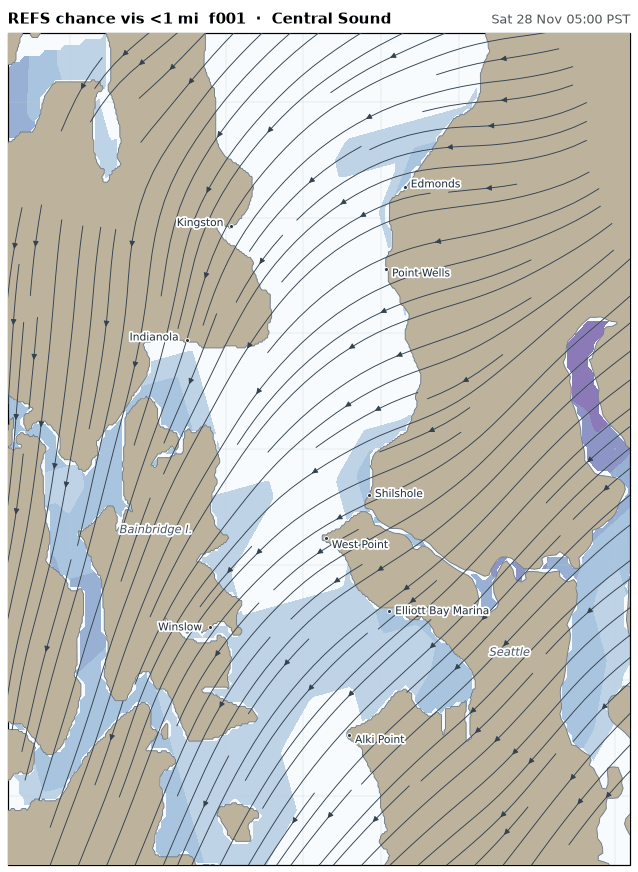 REFS chance vis <1 mi f001 · Central Sound
Sat 28 Nov 05:00 PST
Edmonds
Kingston
Point Wells
Indianola
Shilshole
Bainbridge I.
West Point
Elliott Bay Marina
Winslow
Seattle
Alki Point